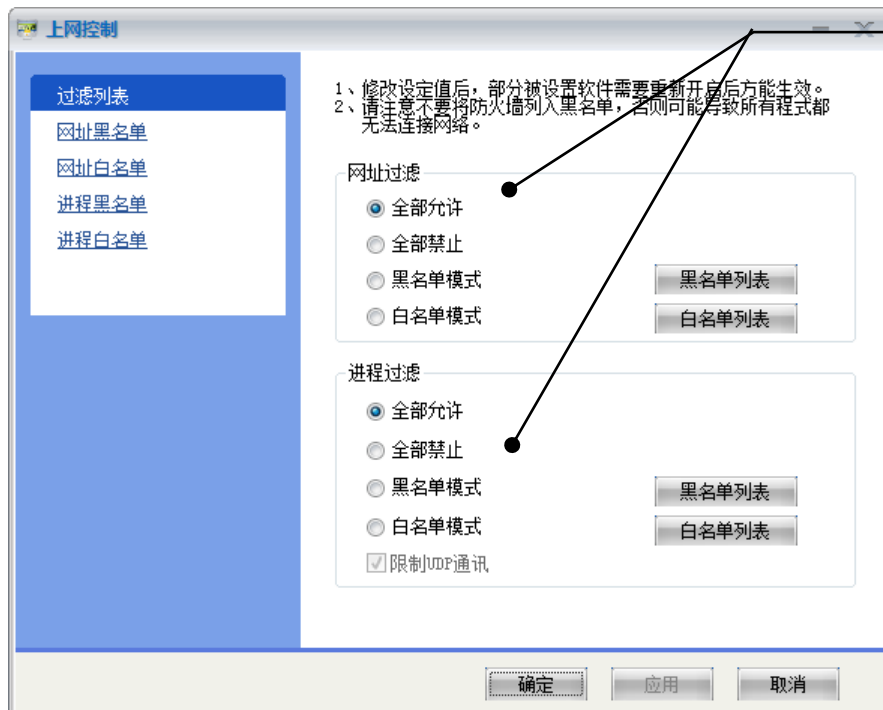 上网控制
过滤列表
网址黑名单
网址白名单
进程黑名单
进程白名单
1、修改设定值后，部分被设置软件需要重新开启后方能生效。
2、请注意不要将防火墙列入黑名单，否则可能导致所有程式都
无法连接网络。
网址过滤
全部允许
全部禁止
黑名单模式
黑名单列表
白名单模式
白名单列表
进程过滤
全部允许
全部禁止
黑名单模式
黑名单列表
白名单模式
白名单列表
限制UDP通讯
确定
应用
取消